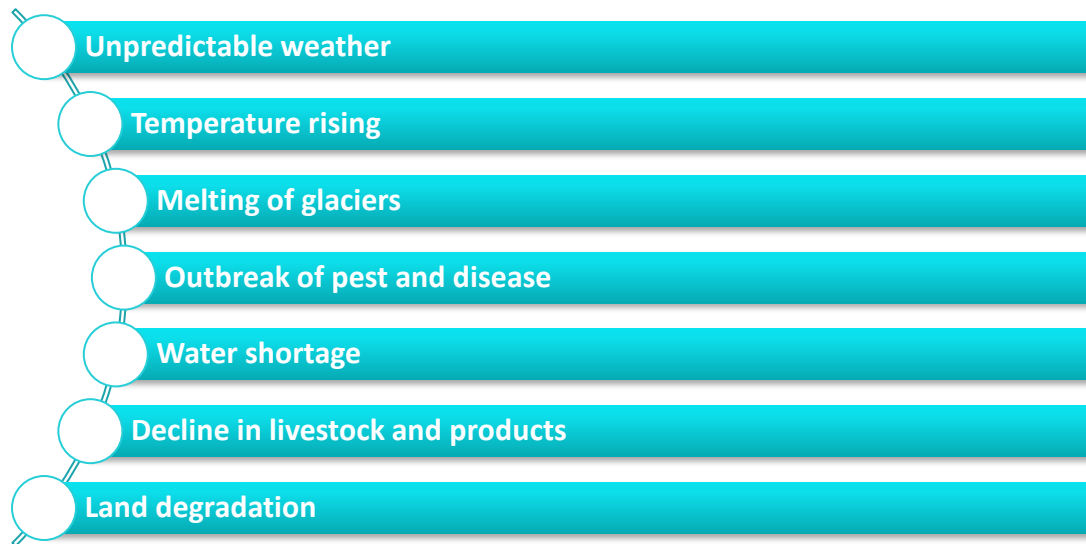 Unpredictable weather
Temperature rising
Melting of glaciers
Outbreak of pest and disease
Water shortage
Decline in livestock and products
Land degradation